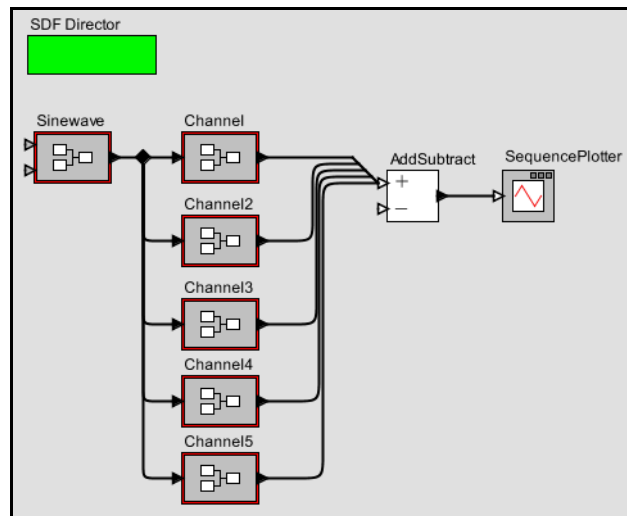 SDF Director
Sinewave
Channel
AddSubtract
SequencePlotter
+
−
Channel2
Channel3
Channel4
Channel5